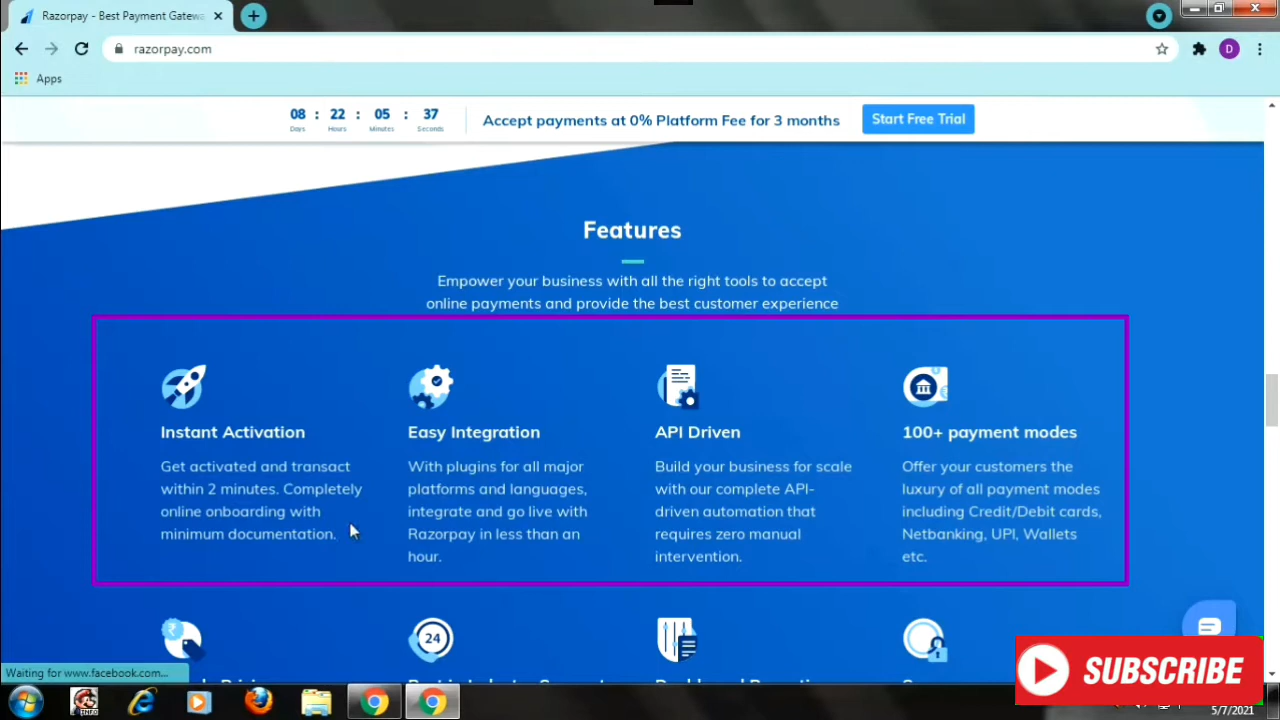 Razorpay - Best Payment Gatewa
razorpay.com
D
Apps
08 : 22 : 05 : 37
Days Hours Minutes Seconds
Accept payments at 0% Platform Fee for 3 months
Start Free Trial
Features
Empower your business with all the right tools to accept
online payments and provide the best customer experience
Instant Activation
Get activated and transact
within 2 minutes. Completely
online onboarding with
minimum documentation.
Easy Integration
With plugins for all major
platforms and languages,
integrate and go live with
Razorpay in less than an
hour.
API Driven
Build your business for scale
with our complete API-
driven automation that
requires zero manual
intervention.
100+ payment modes
Offer your customers the
luxury of all payment modes
including Credit/Debit cards,
Netbanking, UPI, Wallets
etc.
24
Waiting for www.facebook.com...
SUBSCRIBE
INFO
5/7/2021